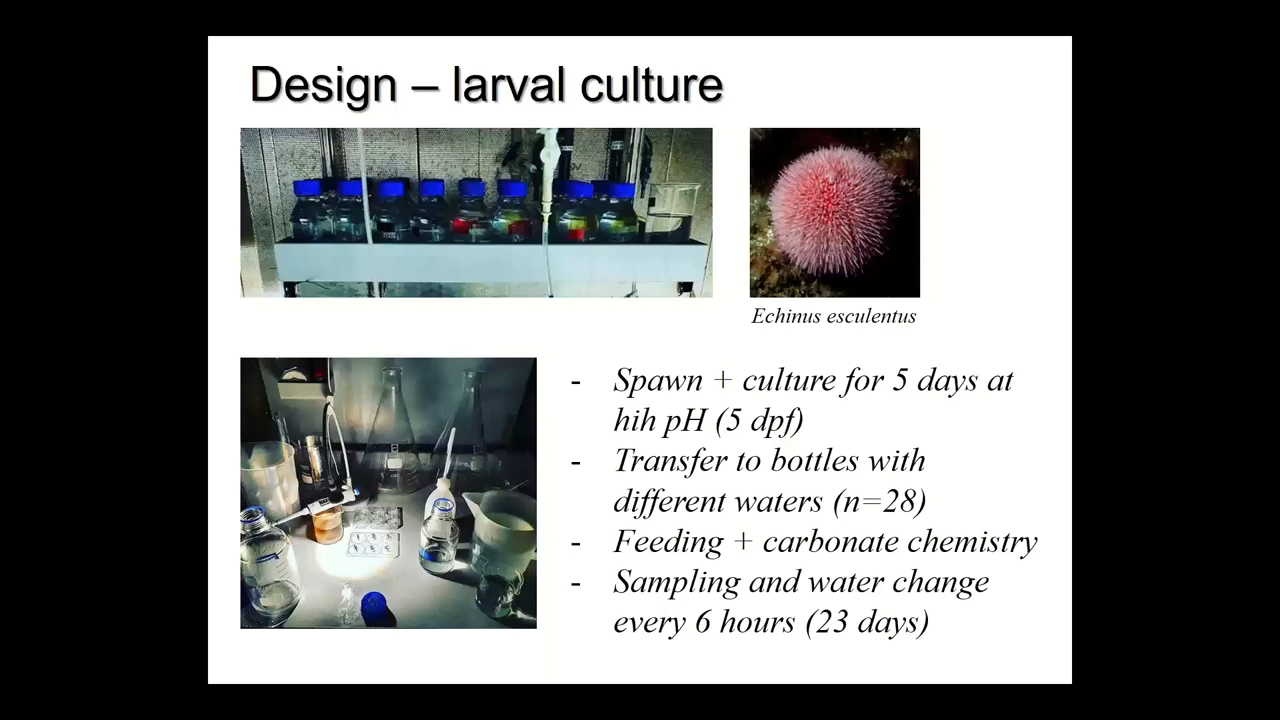 Design – larval culture
Echinus esculentus
- Spawn + culture for 5 days at
hih pH (5 dpf)
- Transfer to bottles with
different waters (n=28)
- Feeding + carbonate chemistry
- Sampling and water change
every 6 hours (23 days)